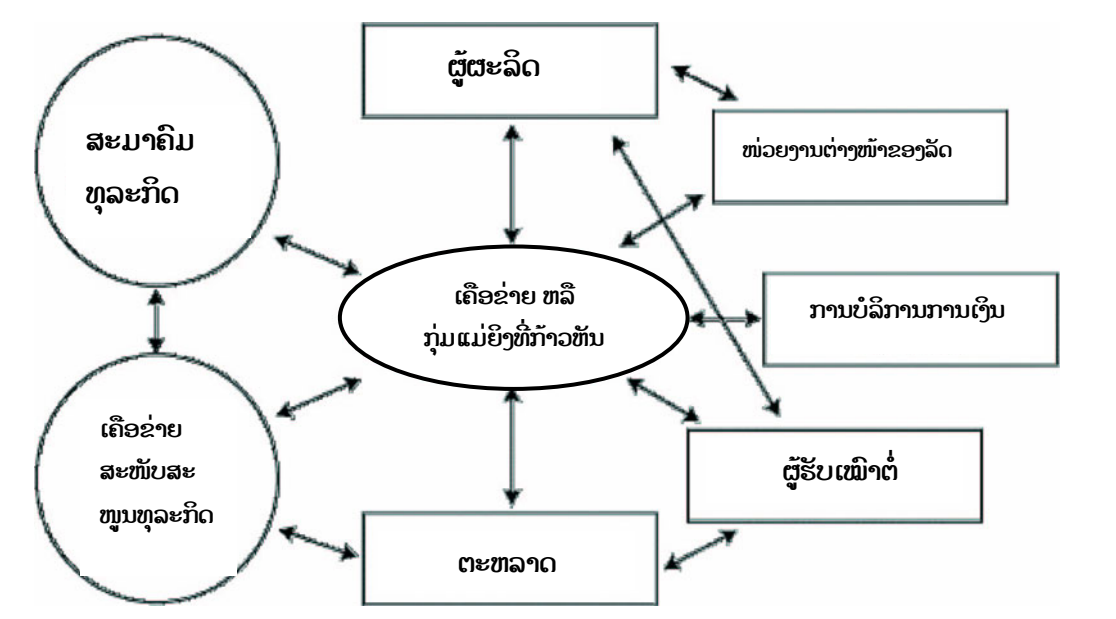 ຜູ້ຜະລິດ
ສະມາຄົມ
ທຸລະກິດ
ໜ່ວຍງານຕ່າງໜ້າຂອງລັດ
ເຄືອຂ່າຍ ຫລື
ກຸ່ມແມ່ຍິງທີ່ກ້າວຫັນ
ການບໍລິການການເງິນ
ເຄືອຂ່າຍ
ສະໜັບສະ
ໜູນທຸລະກິດ
ຜູ້ຮັບເໝົາຕໍ່
ຕະຫລາດ